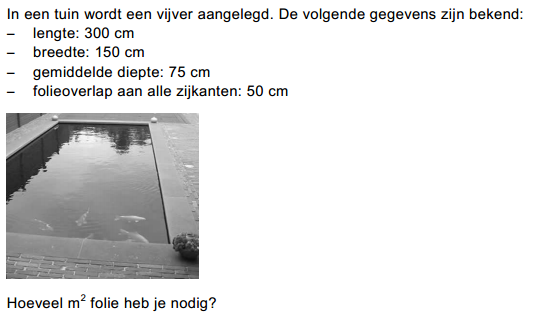 In een tuin wordt een vijver aangelegd. De volgende gegevens zijn bekend:
– lengte: 300 cm
– breedte: 150 cm
– gemiddelde diepte: 75 cm
– folieoverlap aan alle zijkanten: 50 cm
Hoeveel m² folie heb je nodig?